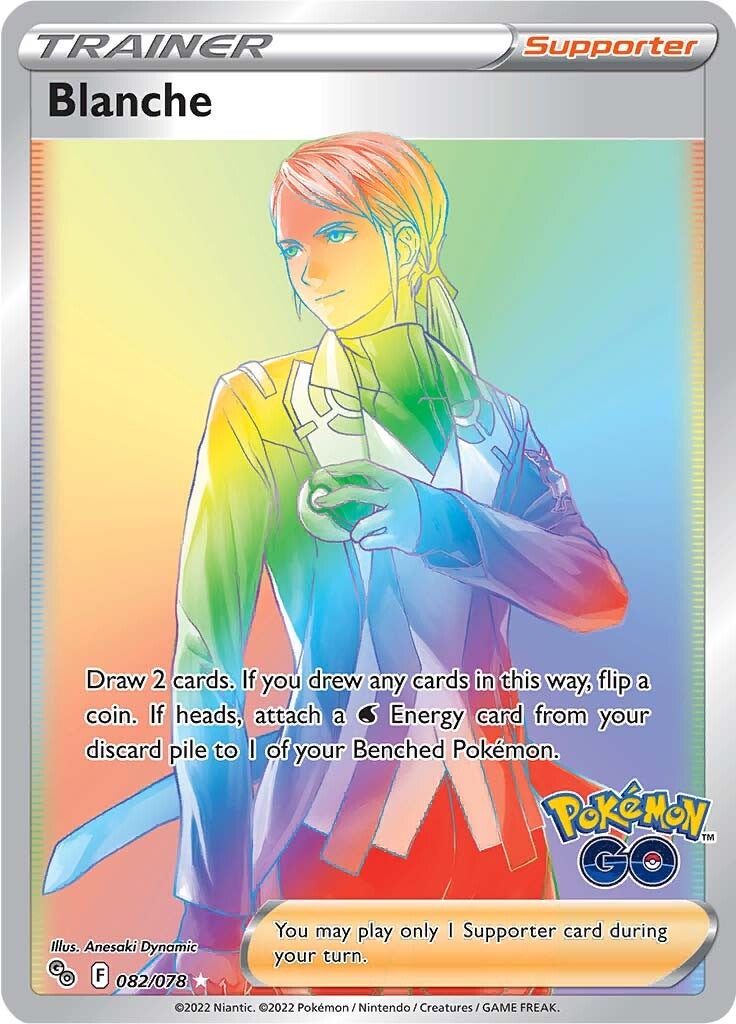 TRAINER Supporter
Blanche
Draw 2 cards. If you drew any cards in this way, flip a
coin. If heads, attach a Energy card from your
discard pile to 1 of your Benched Pokémon.
POKÉMON™
GO
You may play only 1 Supporter card during
your turn.
Illus. Anesaki Dynamic
GO F 082/078
©2022 Niantic. ©2022 Pokémon / Nintendo / Creatures / GAME FREAK.